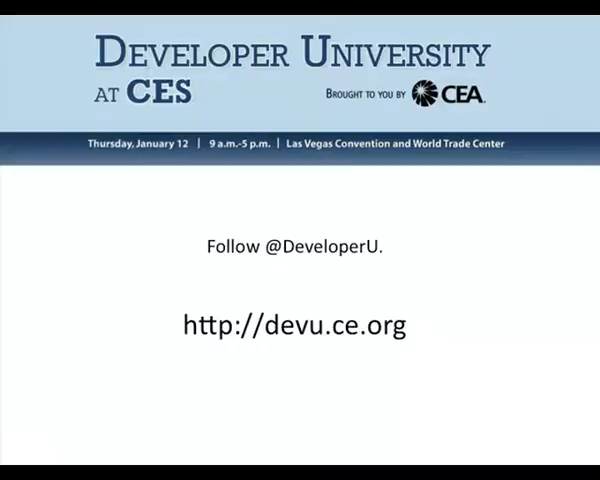 DEVELOPER UNIVERSITY
AT CES
BROUGHT TO YOU BY CEA
Thursday, January 12 | 9 a.m.-5 p.m. | Las Vegas Convention and World Trade Center
Follow @DeveloperU.
http://devu.ce.org